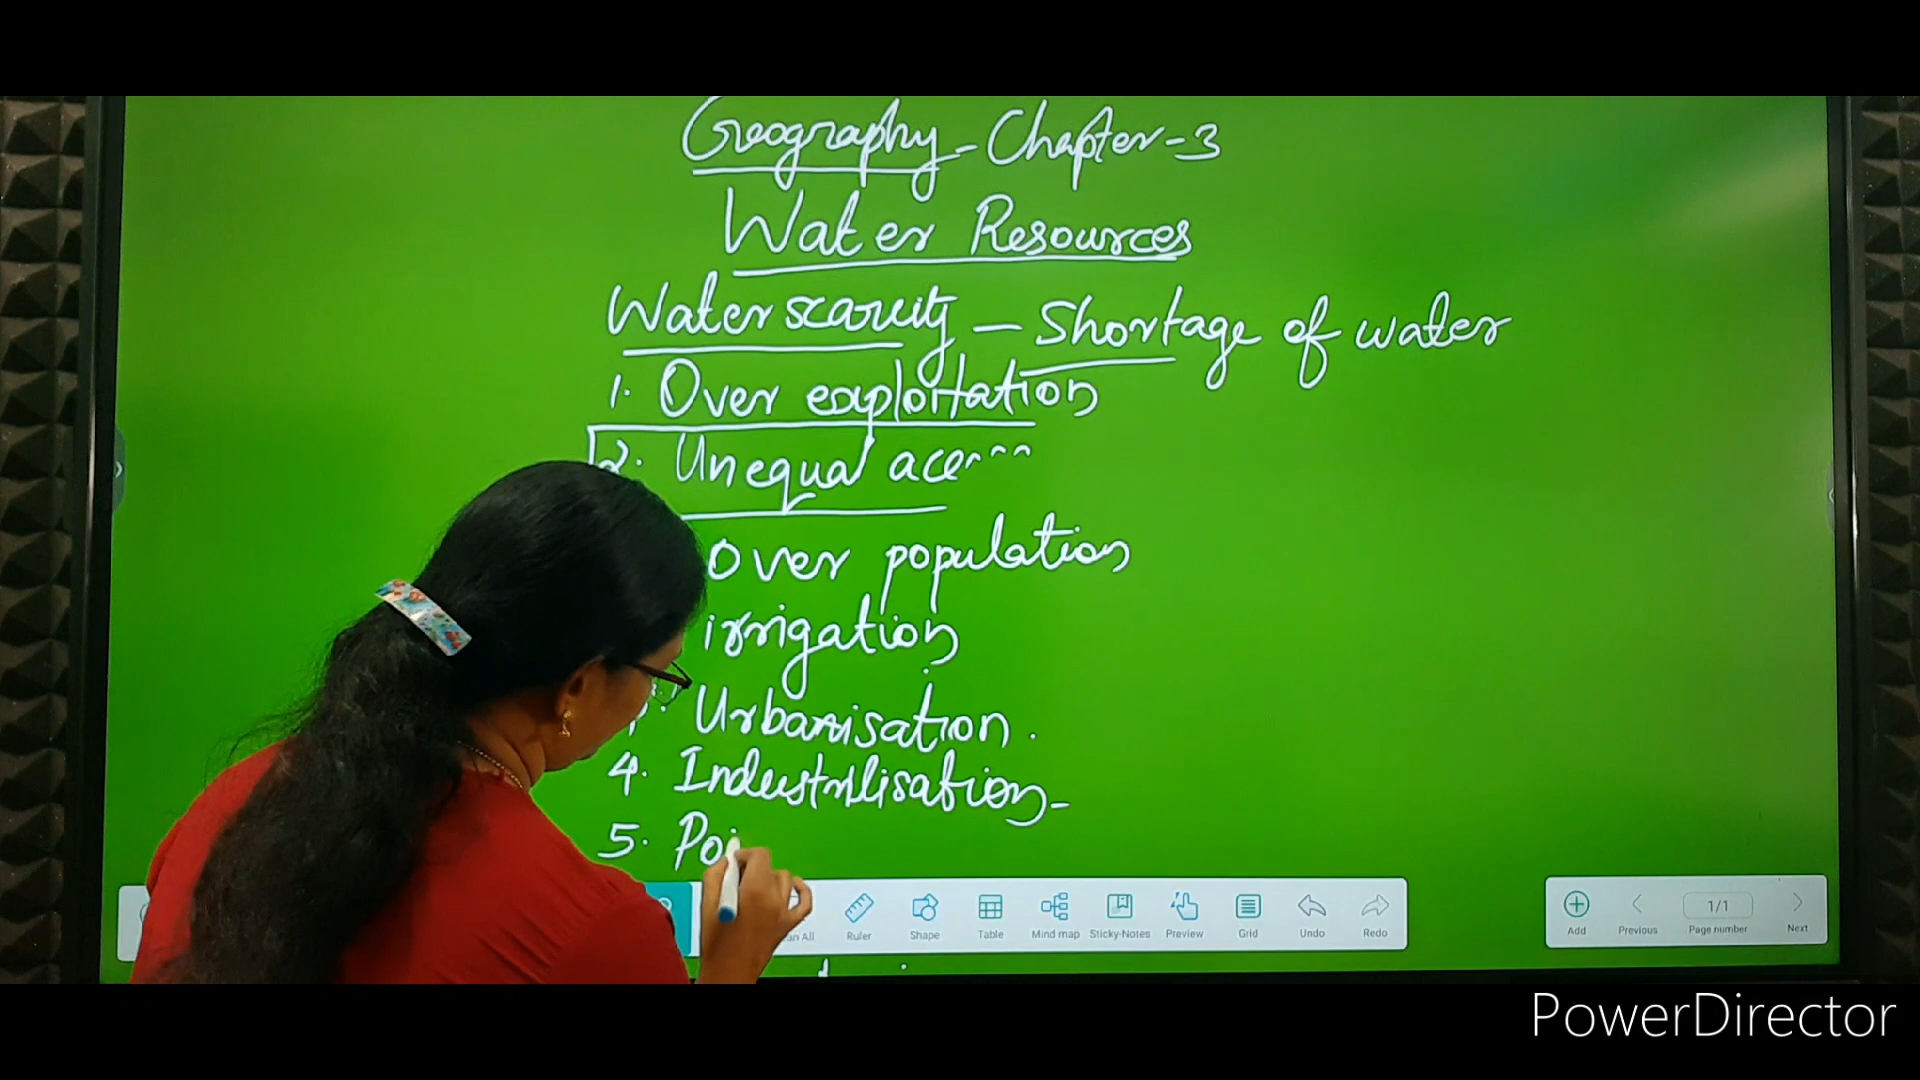 Geography - Chapter - 3
Water Resources
Water scarcity - Shortage of water
1. Over exploitation
2. Unequal
Over population
irrigation
Urbanisation.
4. Industrilisation -
5. Po
Ruler
Shape
Table
Mind map
Sticky-Notes
Preview
Grid
Undo
Redo
Add
Previous
1/1
Page number
Next
PowerDirector